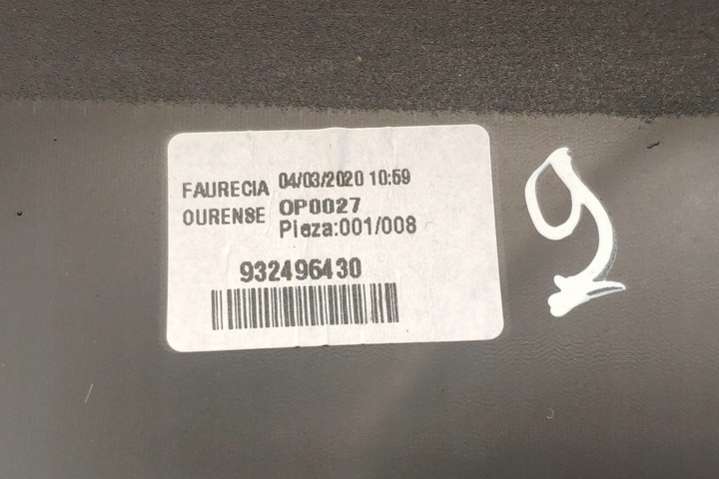 FAURECIA 04/03/2020 10:59
OURENSE OP0027
Pieza:001/008
932496430
9